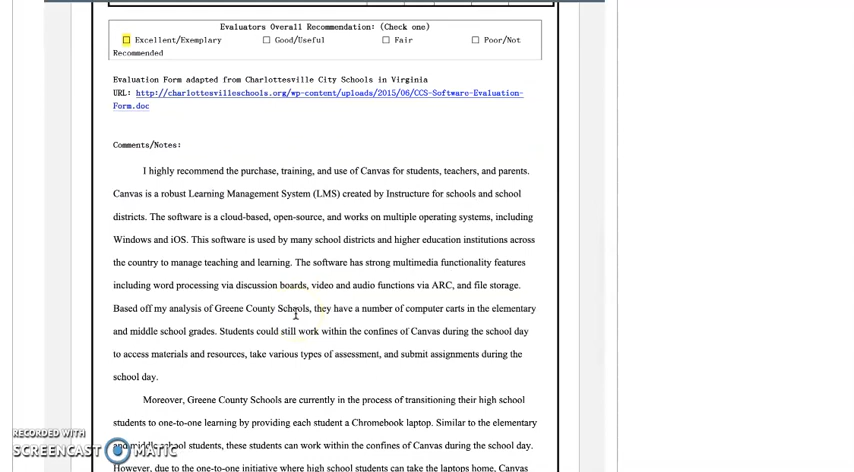 Evaluators Overall Recommendation: (Check one)
☐ Excellent/Exemplary ☐ Good/Useful ☐ Fair ☐ Poor/Not
Recommended
Evaluation Form adapted from Charlottesville City Schools in Virginia
URL: http://charlottesvilleschools.org/wp-content/uploads/2015/06/CCS-Software-Evaluation-
Form.doc
Comments/Notes:
I highly recommend the purchase, training, and use of Canvas for students, teachers, and parents.
Canvas is a robust Learning Management System (LMS) created by Instructure for schools and school
districts. The software is a cloud-based, open-source, and works on multiple operating systems, including
Windows and iOS. This software is used by many school districts and higher education institutions across
the country to manage teaching and learning. The software has strong multimedia functionality features
including word processing via discussion boards, video and audio functions via ARC, and file storage.
Based off my analysis of Greene County Schools, they have a number of computer carts in the elementary
and middle school grades. Students could still work within the confines of Canvas during the school day
to access materials and resources, take various types of assessment, and submit assignments during the
school day.
Moreover, Greene County Schools are currently in the process of transitioning their high school
students to one-to-one learning by providing each student a Chromebook laptop. Similar to the elementary
and middle school students, these students can work within the confines of Canvas during the school day.
However, due to the one-to-one initiative where high school students can take the laptops home, Canvas
RECORDED WITH
SCREENCAST MATIC